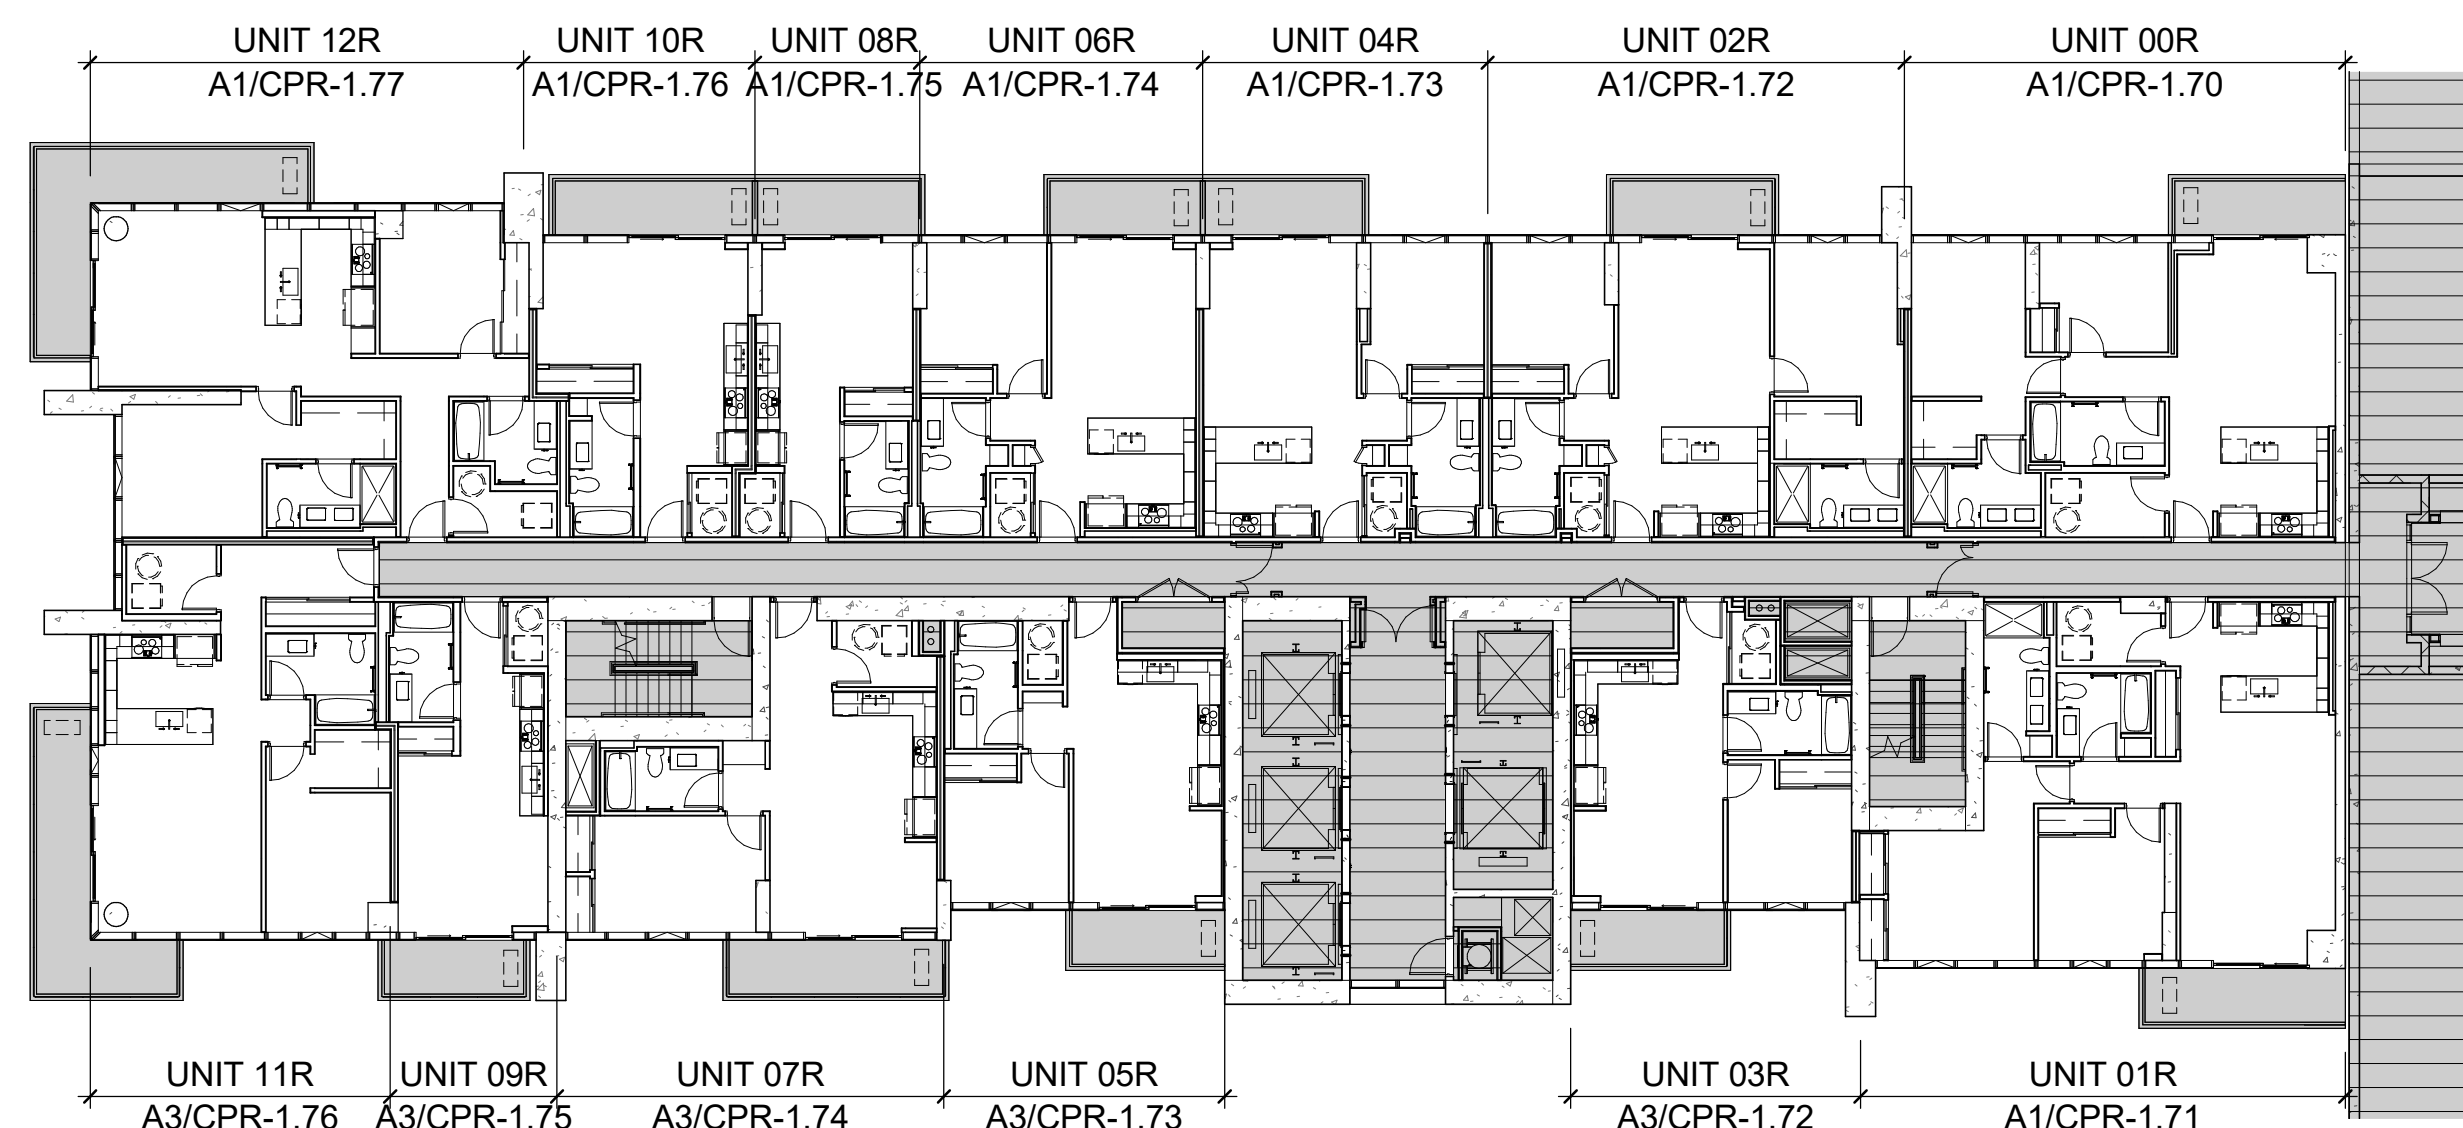 UNIT 12R
A1/CPR-1.77
UNIT 10R
A1/CPR-1.76
UNIT 08R
A1/CPR-1.75
UNIT 06R
A1/CPR-1.74
UNIT 04R
A1/CPR-1.73
UNIT 02R
A1/CPR-1.72
UNIT 00R
A1/CPR-1.70
UNIT 11R
A3/CPR-1.76
UNIT 09R
A3/CPR-1.75
UNIT 07R
A3/CPR-1.74
UNIT 05R
A3/CPR-1.73
UNIT 03R
A3/CPR-1.72
UNIT 01R
A1/CPR-1.71